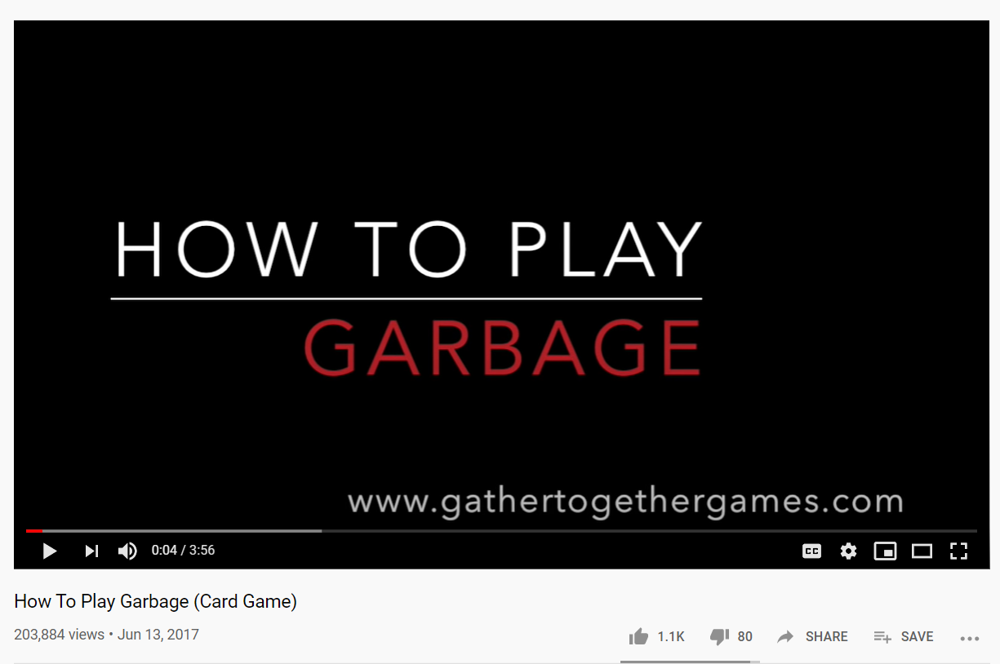 HOW TO PLAY
GARBAGE
www.gathertogethergames.com
0:04 / 3:56
CC
How To Play Garbage (Card Game)
203,884 views • Jun 13, 2017
1.1K 80 SHARE SAVE